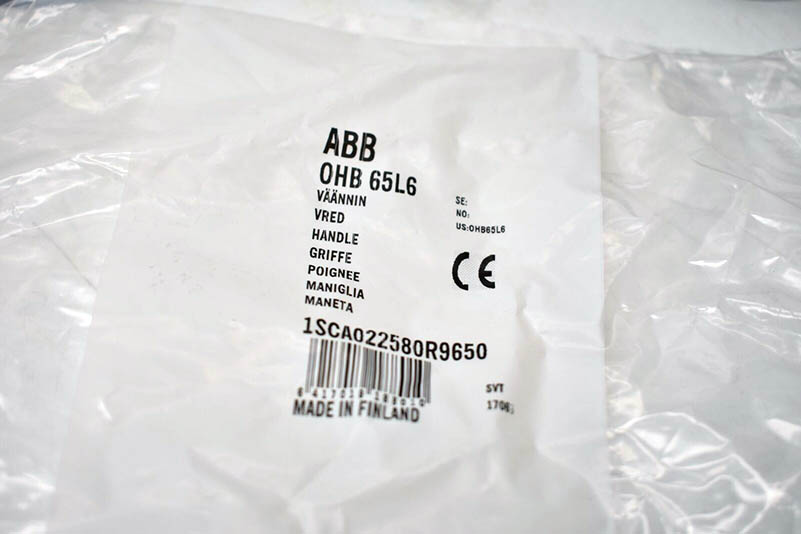 ABB
OHB 65L6
VÄÄNNIN
VRED
HANDLE
GRIFFE
POIGNEE
MANIGLIA
MANETA
SE:
NO:
US:OHB65L6
CE
1SCA022580R9650
MADE IN FINLAND
SVT